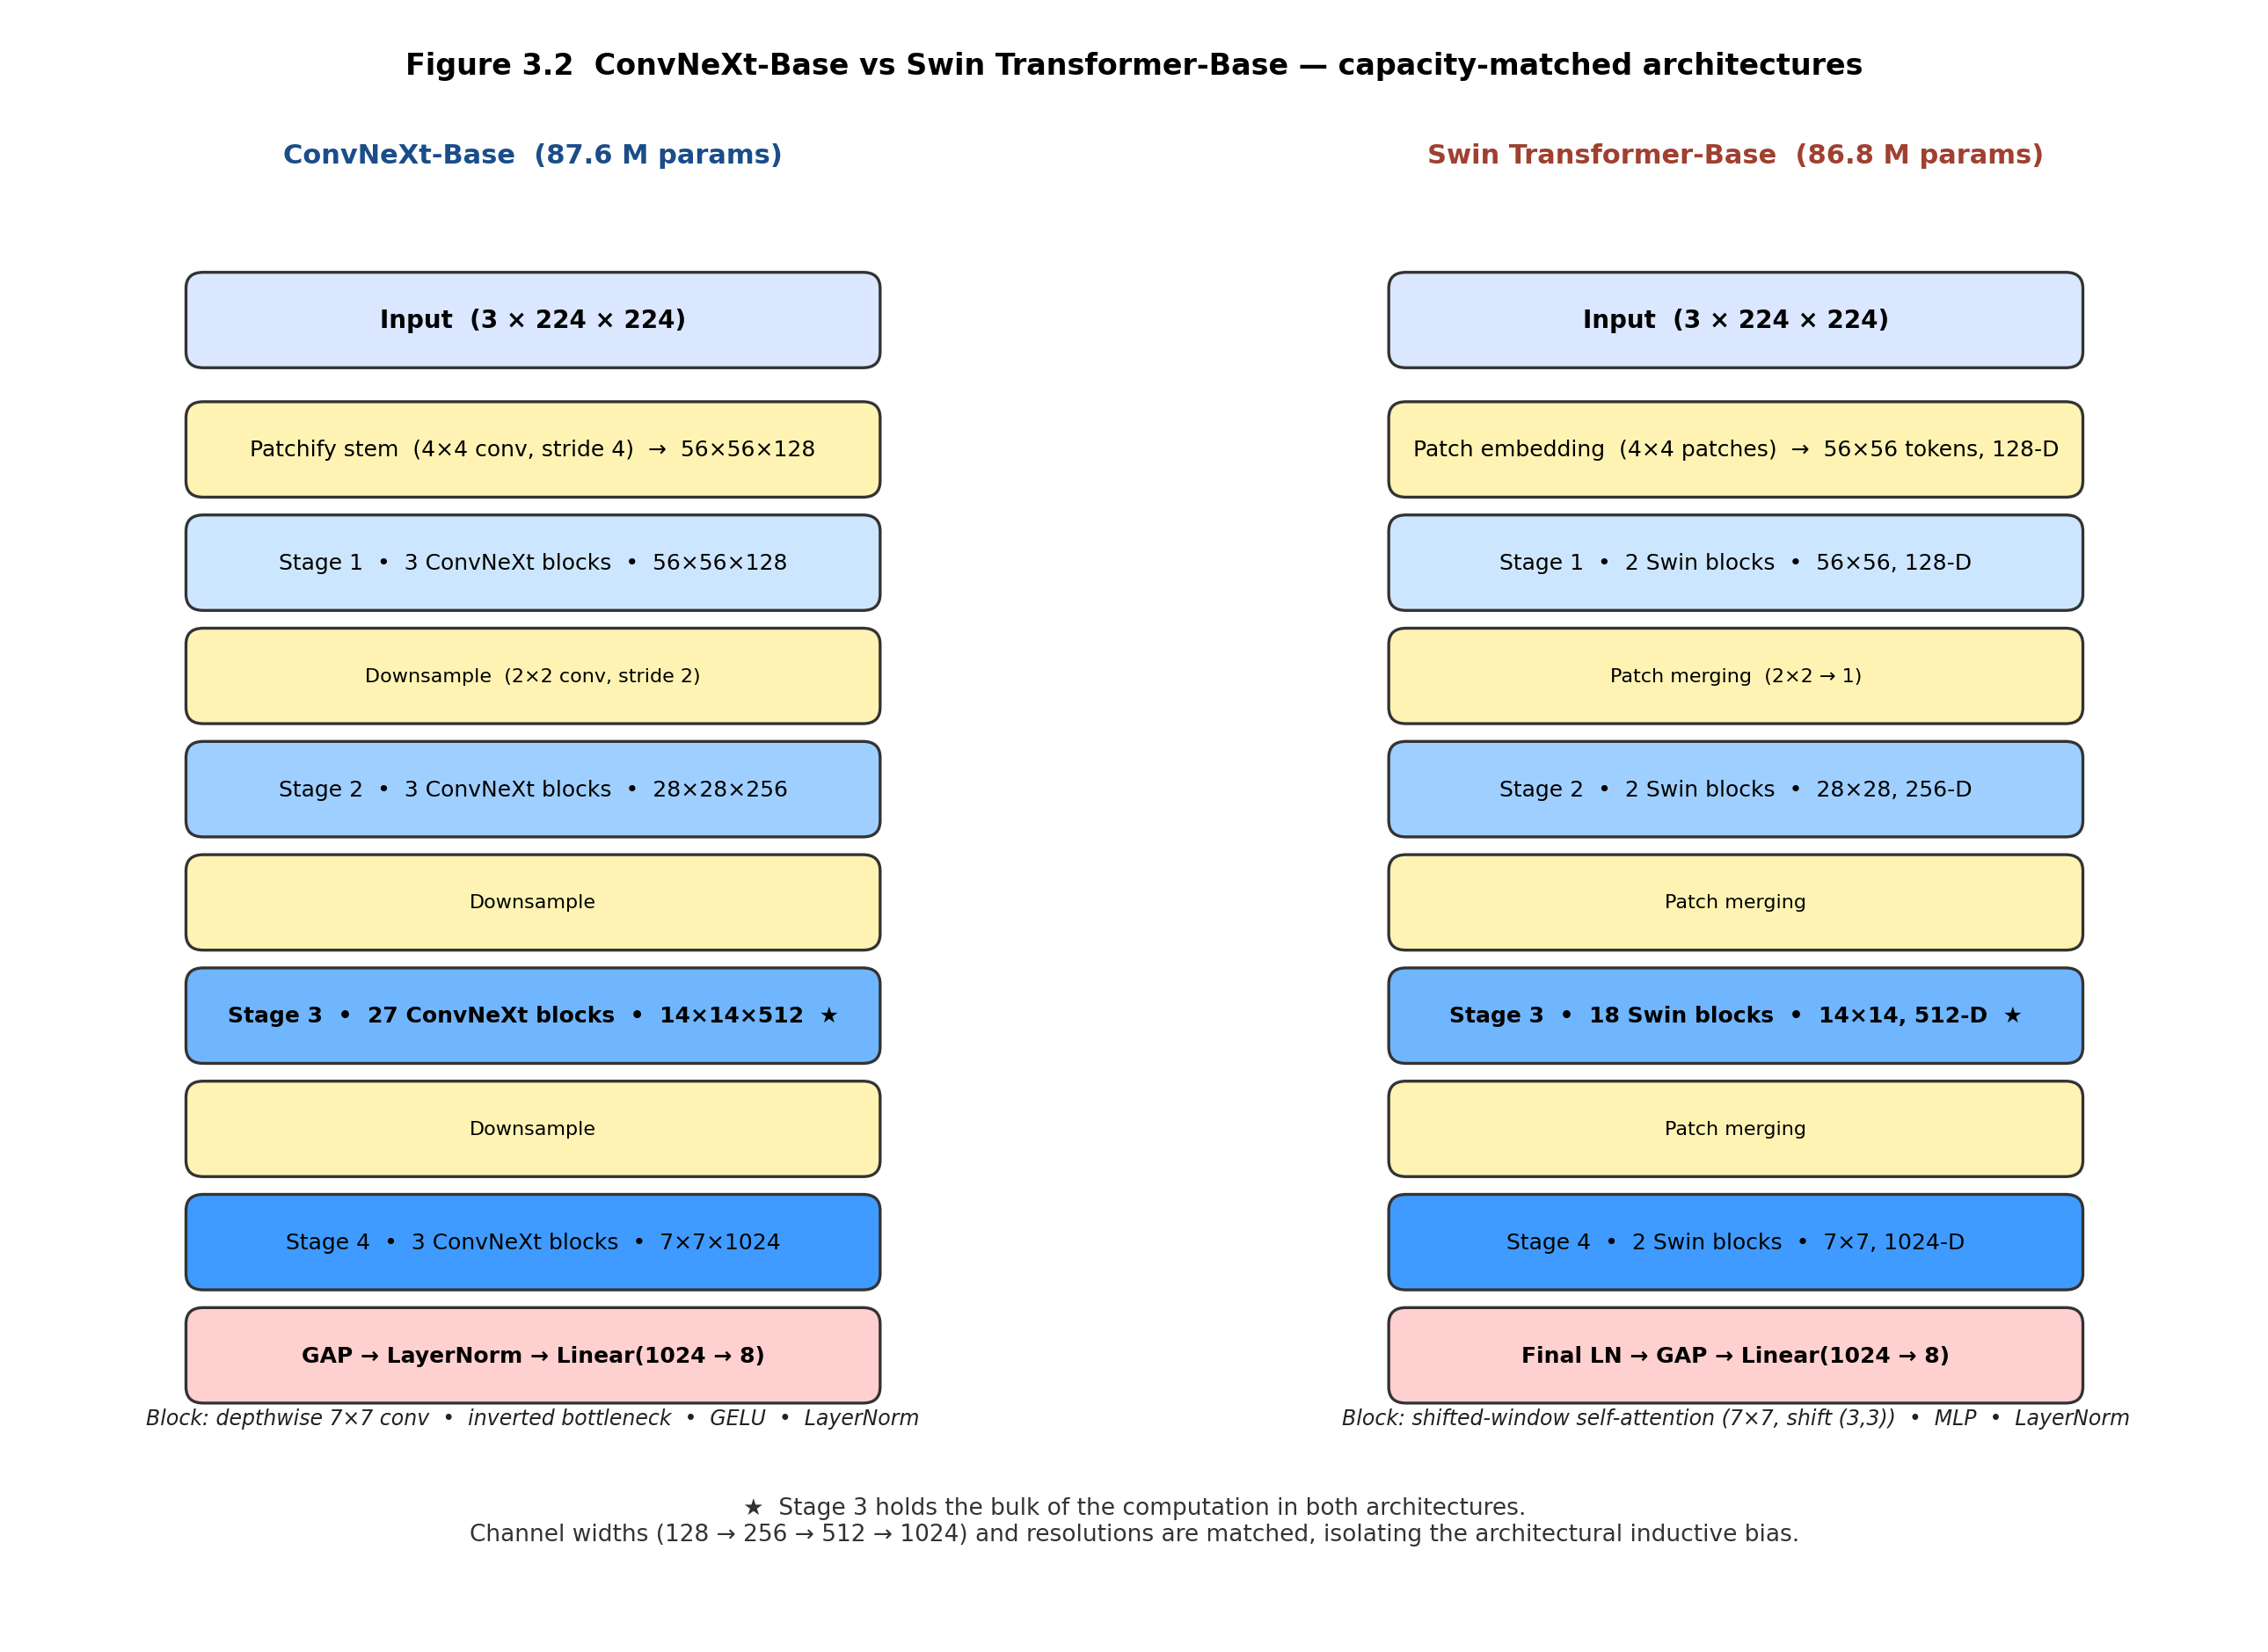 Figure 3.2  ConvNeXt-Base vs Swin Transformer-Base — capacity-matched architectures
ConvNeXt-Base  (87.6 M params)
Input  (3 × 224 × 224)
Patchify stem  (4×4 conv, stride 4)  →  56×56×128
Stage 1  •  3 ConvNeXt blocks  •  56×56×128
Downsample  (2×2 conv, stride 2)
Stage 2  •  3 ConvNeXt blocks  •  28×28×256
Downsample
Stage 3  •  27 ConvNeXt blocks  •  14×14×512  ★
Downsample
Stage 4  •  3 ConvNeXt blocks  •  7×7×1024
GAP → LayerNorm → Linear(1024 → 8)
Block: depthwise 7×7 conv  •  inverted bottleneck  •  GELU  •  LayerNorm
Swin Transformer-Base  (86.8 M params)
Input  (3 × 224 × 224)
Patch embedding  (4×4 patches)  →  56×56 tokens, 128-D
Stage 1  •  2 Swin blocks  •  56×56, 128-D
Patch merging  (2×2 → 1)
Stage 2  •  2 Swin blocks  •  28×28, 256-D
Patch merging
Stage 3  •  18 Swin blocks  •  14×14, 512-D  ★
Patch merging
Stage 4  •  2 Swin blocks  •  7×7, 1024-D
Final LN → GAP → Linear(1024 → 8)
Block: shifted-window self-attention (7×7, shift (3,3))  •  MLP  •  LayerNorm
★  Stage 3 holds the bulk of the computation in both architectures.
Channel widths (128 → 256 → 512 → 1024) and resolutions are matched, isolating the architectural inductive bias.